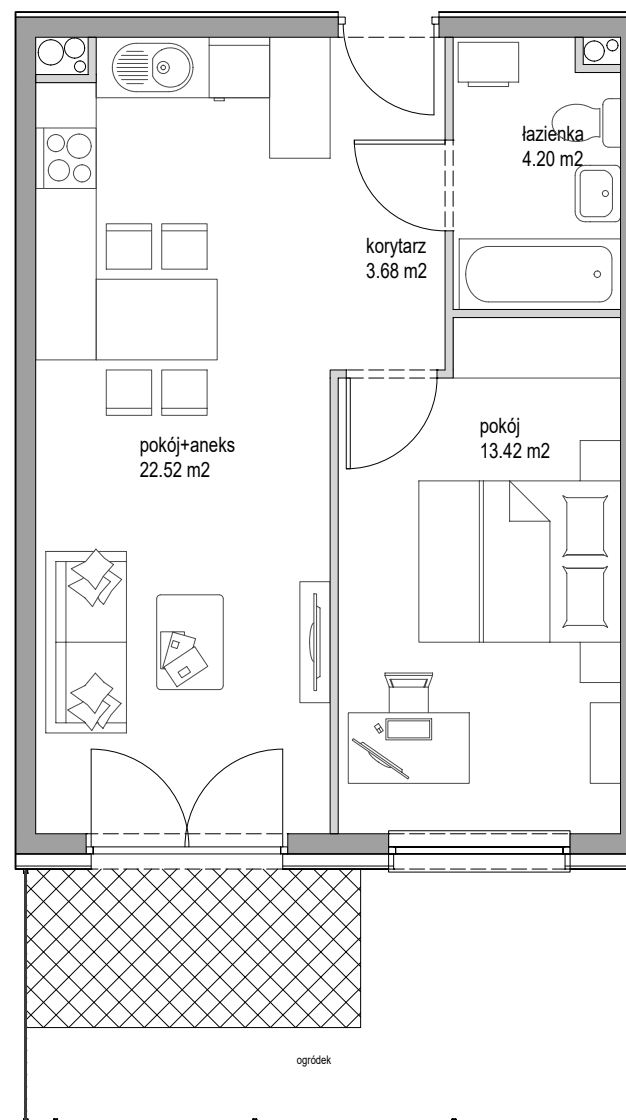 łazienka
4.20 m2
korytarz
3.68 m2
pokój
13.42 m2
pokój+aneks
22.52 m2
ogródek